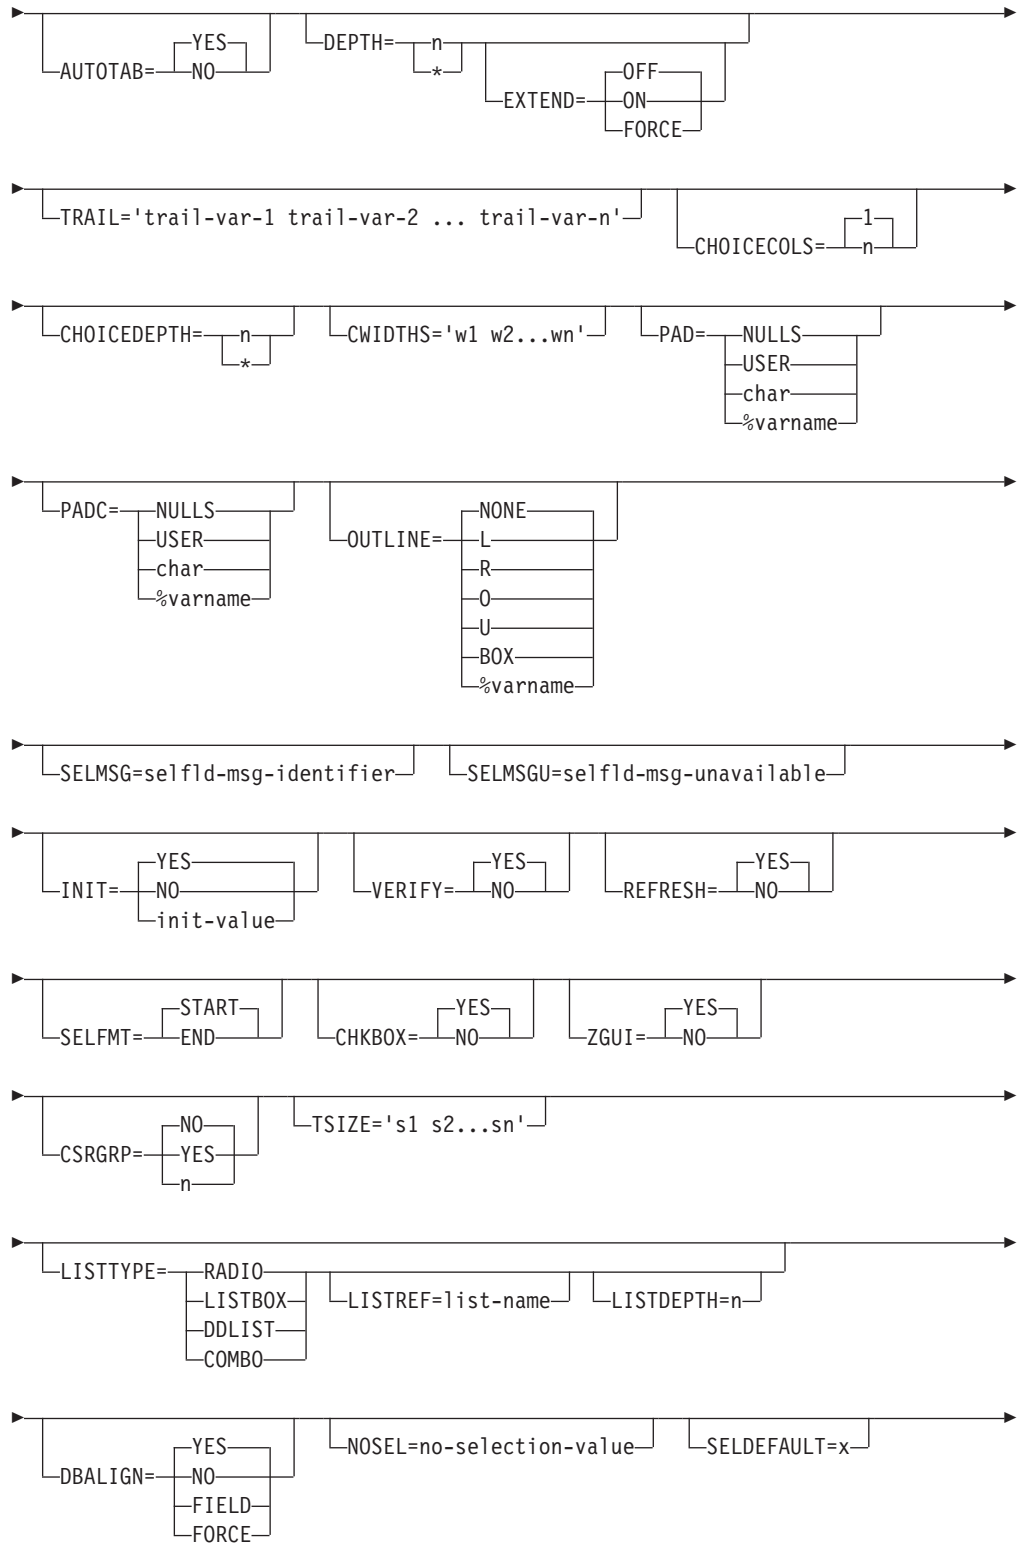 YES
AUTOTAB= NO
DEPTH= n
*
OFF
EXTEND= ON
FORCE
TRAIL='trail-var-1 trail-var-2 ... trail-var-n'
1
CHOICECOLS= n
CHOICEDEPTH= n
*
CWIDTHS='w1 w2...wn'
PAD= NULLS
USER
char
%varname
PADC= NULLS
USER
char
%varname
NONE
OUTLINE= L
R
O
U
BOX
%varname
SELMSG=selfld-msg-identifier
SELMSGU=selfld-msg-unavailable
YES
INIT= NO
init-value
YES
VERIFY= NO
YES
REFRESH= NO
START
SELFMT= END
YES
CHKBOX= NO
YES
ZGUI= NO
NO
CSRGRP= YES
n
TSIZE='s1 s2...sn'
LISTTYPE= RADIO
LISTBOX
DDLIST
COMBO
LISTREF=list-name
LISTDEPTH=n
YES
DBALIGN= NO
FIELD
FORCE
NOSEL=no-selection-value
SELDEFAULT=x